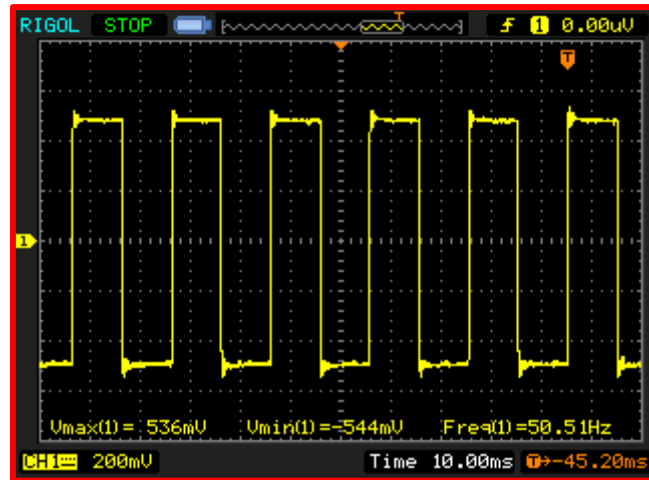 RIGOL STOP T f 1 0.00uV
T
1
Vmax(1)= 536mV Vmin(1)=-544mV Freq(1)=50.51Hz
CH1 200mV Time 10.00ms T→-45.20ms